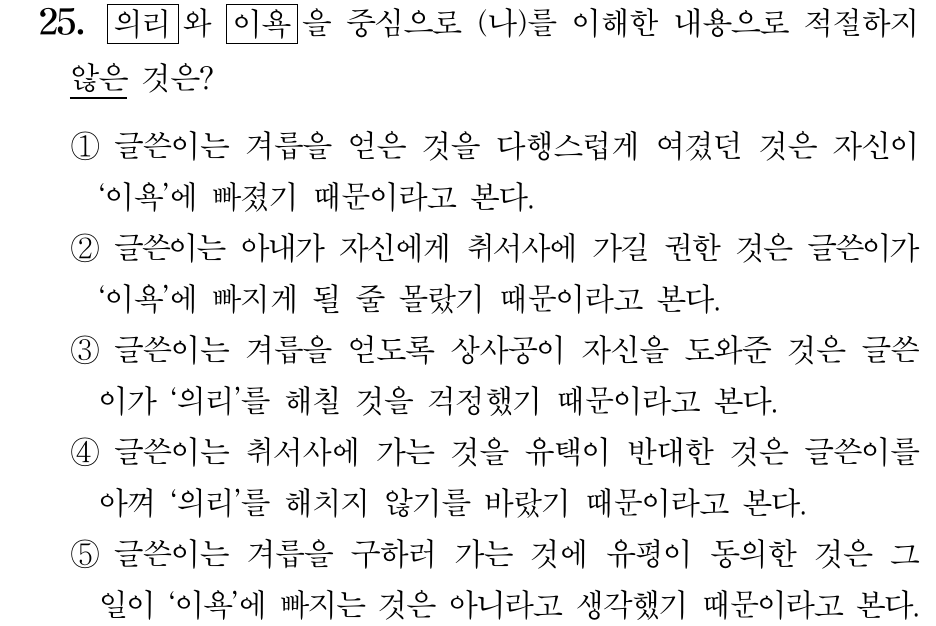 25. 의리 와 이욕 을 중심으로 (나)를 이해한 내용으로 적절하지
않은 것은?
① 글쓴이는 겨릅을 얻은 것을 다행스럽게 여겼던 것은 자신이
‘이욕’에 빠졌기 때문이라고 본다.
② 글쓴이는 아내가 자신에게 취서사에 가길 권한 것은 글쓴이가
‘이욕’에 빠지게 될 줄 몰랐기 때문이라고 본다.
③ 글쓴이는 겨릅을 얻도록 상사공이 자신을 도와준 것은 글쓴
이가 ‘의리’를 해칠 것을 걱정했기 때문이라고 본다.
④ 글쓴이는 취서사에 가는 것을 유택이 반대한 것은 글쓴이를
아껴 ‘의리’를 해치지 않기를 바랐기 때문이라고 본다.
⑤ 글쓴이는 겨릅을 구하러 가는 것에 유평이 동의한 것은 그
일이 ‘이욕’에 빠지는 것은 아니라고 생각했기 때문이라고 본다.